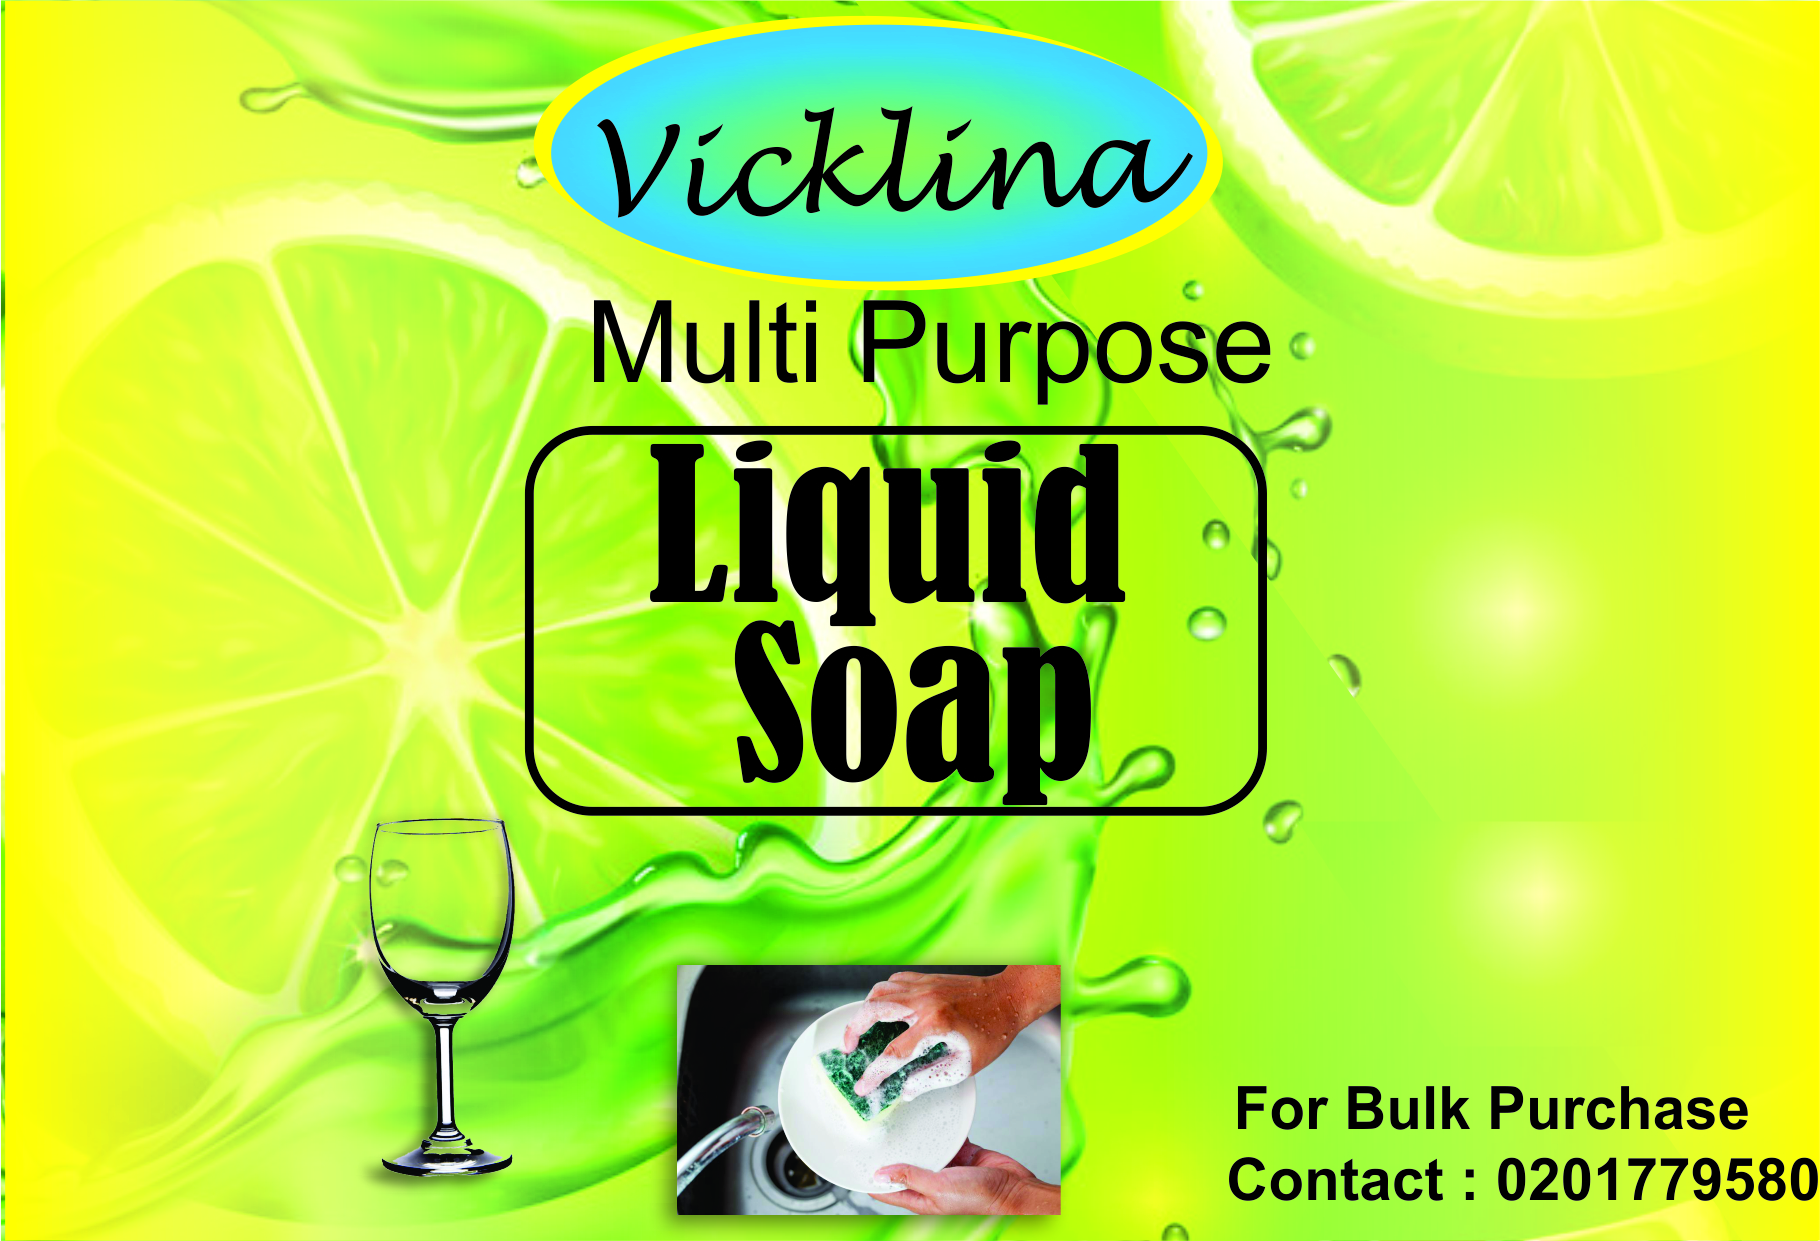 Vicklina
Multi Purpose
Liquid
Soap
For Bulk Purchase
Contact : 0201779580